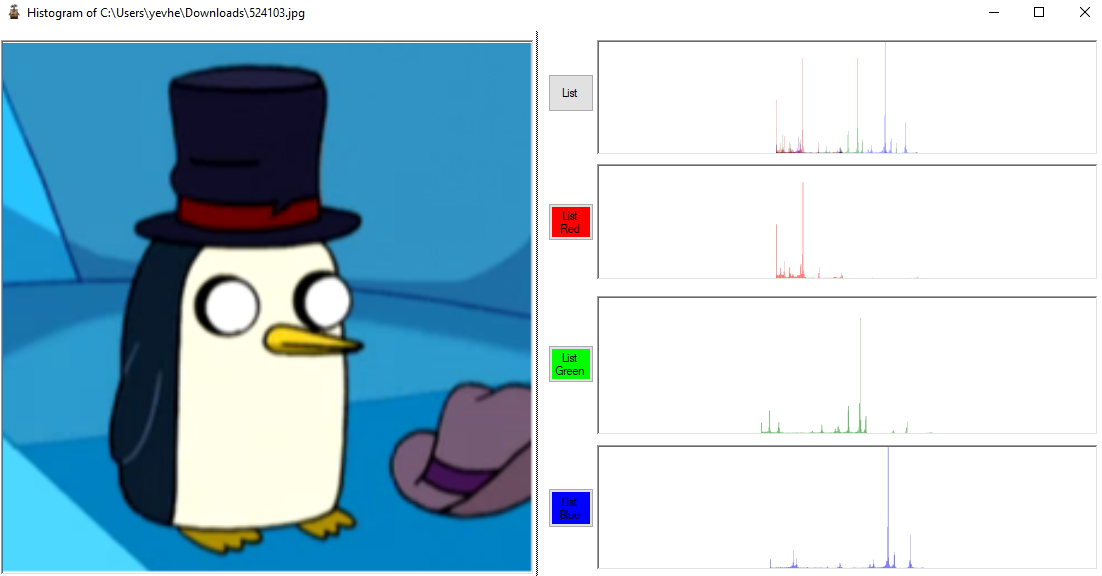 Histogram of C:\Users\yevhe\Downloads\524103.jpg
List
List
Red
List
Green
List
Blue